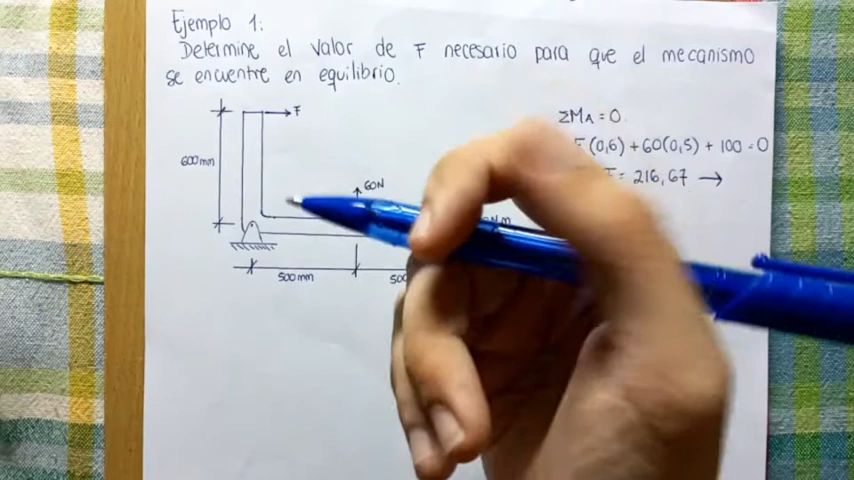 Ejemplo 1:
Determine el valor de F necesario para que el mecanismo
se encuentre en equilibrio.
F
ΣMA = 0
600mm
(0,6) + 60(0,5) + 100 = 0
= 216,67 →
60N
500mm